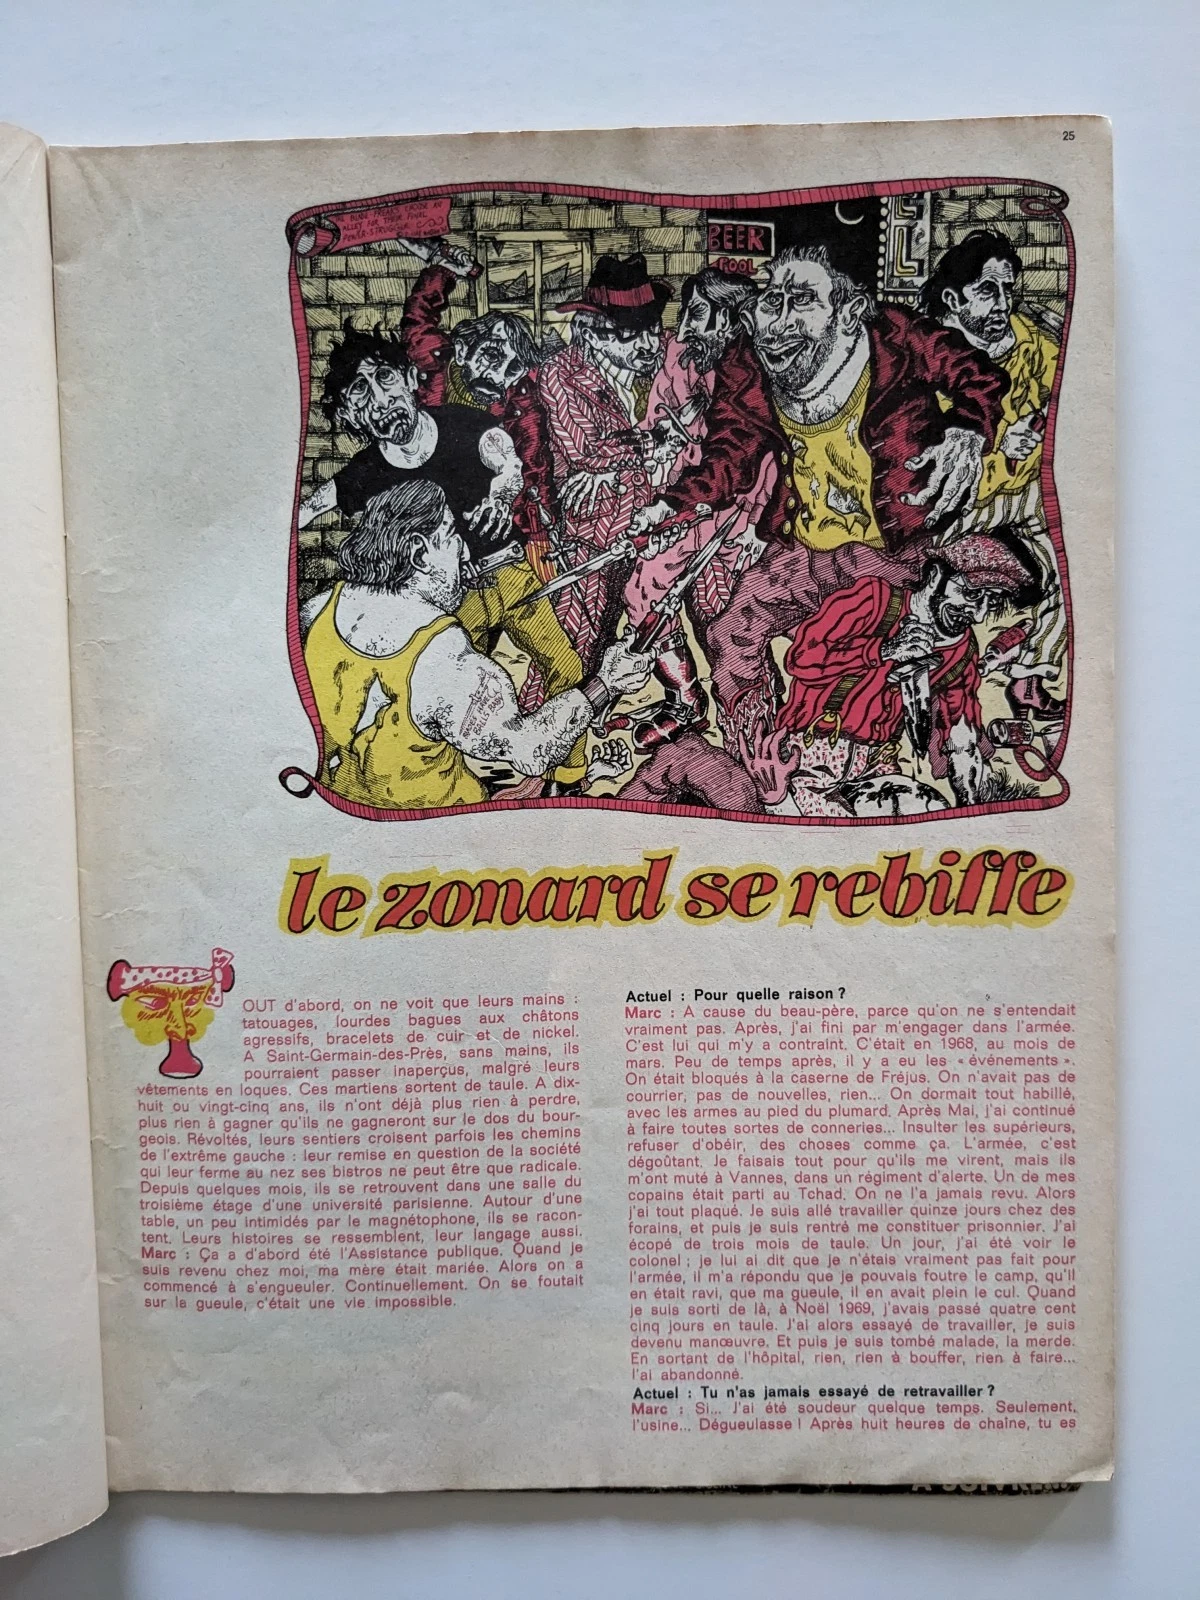 25
BEER
POOL
le zonard se rebiffe
OUT d'abord, on ne voit que leurs mains :
tatouages, lourdes bagues aux châtons
agressifs, bracelets de cuir et de nickel.
A Saint-Germain-des-Près, sans mains, ils
pourraient passer inaperçus, malgré leurs
vêtements en loques. Ces martiens sortent de taule. A dix-
huit ou vingt-cinq ans, ils n'ont déjà plus rien à perdre,
plus rien à gagner qu'ils ne gagneront sur le dos du bour-
geois. Révoltés, leurs sentiers croisent parfois les chemins
de l'extrême gauche : leur remise en question de la société
qui leur ferme au nez ses bistros ne peut être que radicale.
Depuis quelques mois, ils se retrouvent dans une salle du
troisième étage d'une université parisienne. Autour d'une
table, un peu intimidés par le magnétophone, ils se racon-
tent. Leurs histoires se ressemblent, leur langage aussi.
Marc : Ça a d'abord été l'Assistance publique. Quand je
suis revenu chez moi, ma mère était mariée. Alors on a
commencé à s'engueuler. Continuellement. On se foutait
sur la gueule, c'était une vie impossible.
Actuel : Pour quelle raison ?
Marc : A cause du beau-père, parce qu'on ne s'entendait
vraiment pas. Après, j'ai fini par m'engager dans l'armée.
C'est lui qui m'y a contraint. C'était en 1968, au mois de
mars. Peu de temps après, il y a eu les « événements ».
On était bloqués à la caserne de Fréjus. On n'avait pas de
courrier, pas de nouvelles, rien... On dormait tout habillé,
avec les armes au pied du plumard. Après Mai, j'ai continué
à faire toutes sortes de conneries... Insulter les supérieurs,
refuser d'obéir, des choses comme ça. L'armée, c'est
dégoûtant. Je faisais tout pour qu'ils me virent, mais ils
m'ont muté à Vannes, dans un régiment d'alerte. Un de mes
copains était parti au Tchad. On ne l'a jamais revu. Alors
j'ai tout plaqué. Je suis allé travailler quinze jours chez des
forains, et puis je suis rentré me constituer prisonnier. J'ai
écopé de trois mois de taule. Un jour, j'ai été voir le
colonel ; je lui ai dit que je n'étais vraiment pas fait pour
l'armée, il m'a répondu que je pouvais foutre le camp, qu'il
en était ravi, que ma gueule, il en avait plein le cul. Quand
je suis sorti de là, à Noël 1969, j'avais passé quatre cent
cinq jours en taule. J'ai alors essayé de travailler, je suis
devenu manœuvre. Et puis je suis tombé malade, la merde.
En sortant de l'hôpital, rien, rien à bouffer, rien à faire...
l'ai abandonné.
Actuel : Tu n'as jamais essayé de retravailler ?
Marc : Si... J'ai été soudeur quelque temps. Seulement,
l'usine... Dégueulasse ! Après huit heures de chaîne, tu es
A SUIVRE...